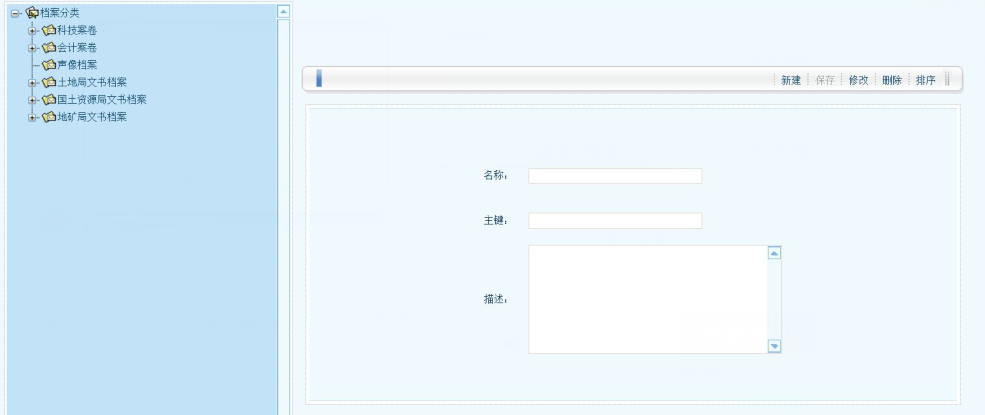 档案分类
科技案卷
会计案卷
声像档案
土地局文书档案
国土资源局文书档案
地矿局文书档案
新建 保存 修改 删除 排序
名称：
主键：
描述：